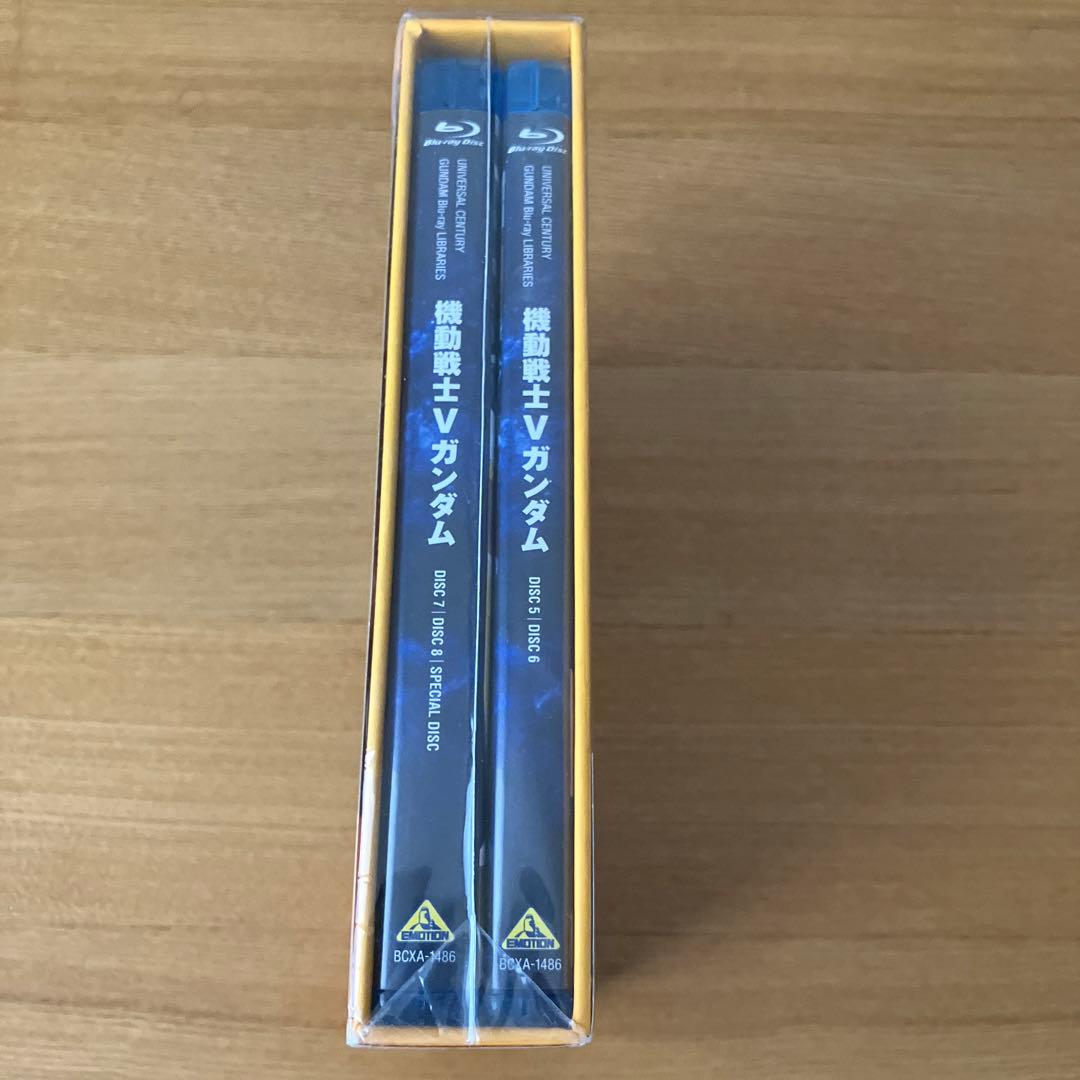 Blu-ray Disc
UNIVERSAL CENTURY
GUNDAM Blu-ray LIBRARIES
機動戦士Vガンダム
DISC 7 | DISC 8 | SPECIAL DISC
EMOTION
BCXA-1486
Blu-ray Disc
UNIVERSAL CENTURY
GUNDAM Blu-ray LIBRARIES
機動戦士Vガンダム
DISC 5 | DISC 6
EMOTION
BCXA-1486